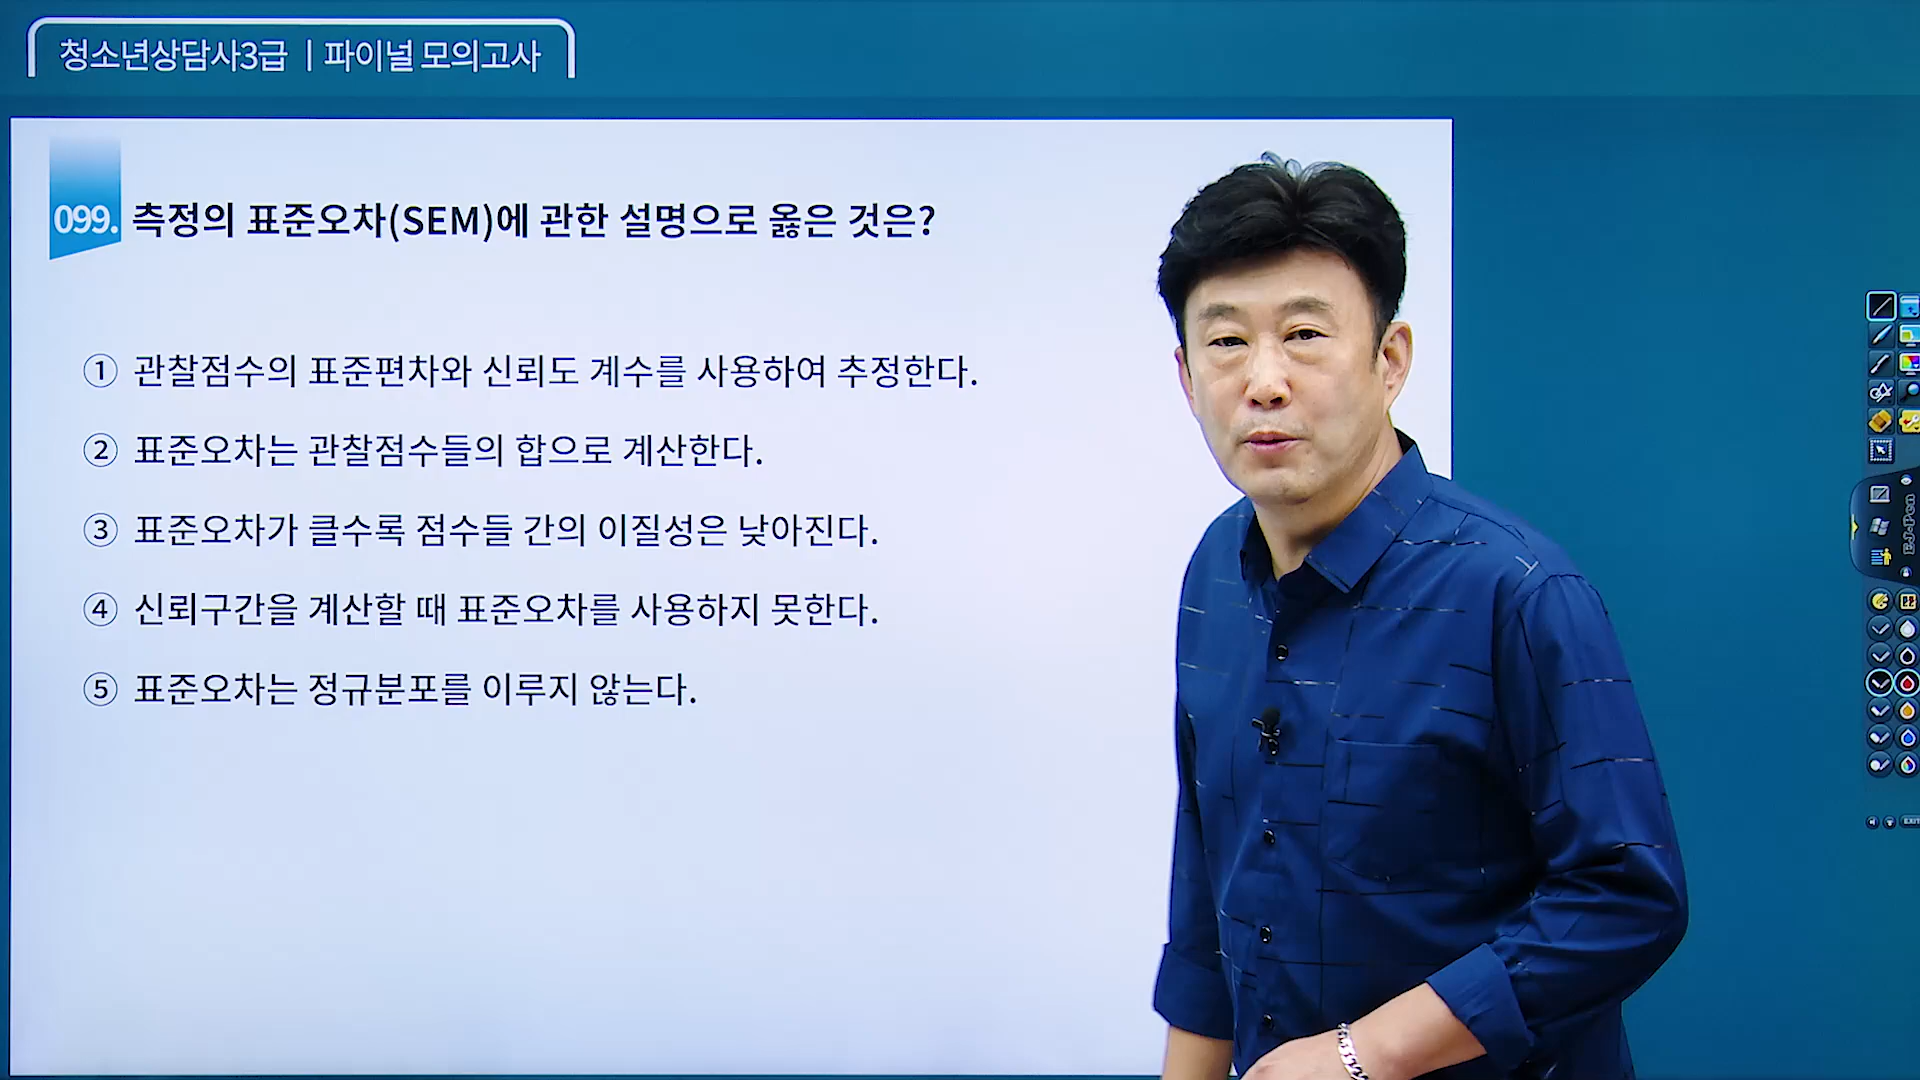 청소년상담사3급 | 파이널 모의고사
099. 측정의 표준오차(SEM)에 관한 설명으로 옳은 것은?
① 관찰점수의 표준편차와 신뢰도 계수를 사용하여 추정한다.
② 표준오차는 관찰점수들의 합으로 계산한다.
③ 표준오차가 클수록 점수들 간의 이질성은 낮아진다.
④ 신뢰구간을 계산할 때 표준오차를 사용하지 못한다.
⑤ 표준오차는 정규분포를 이루지 않는다.
EXIT